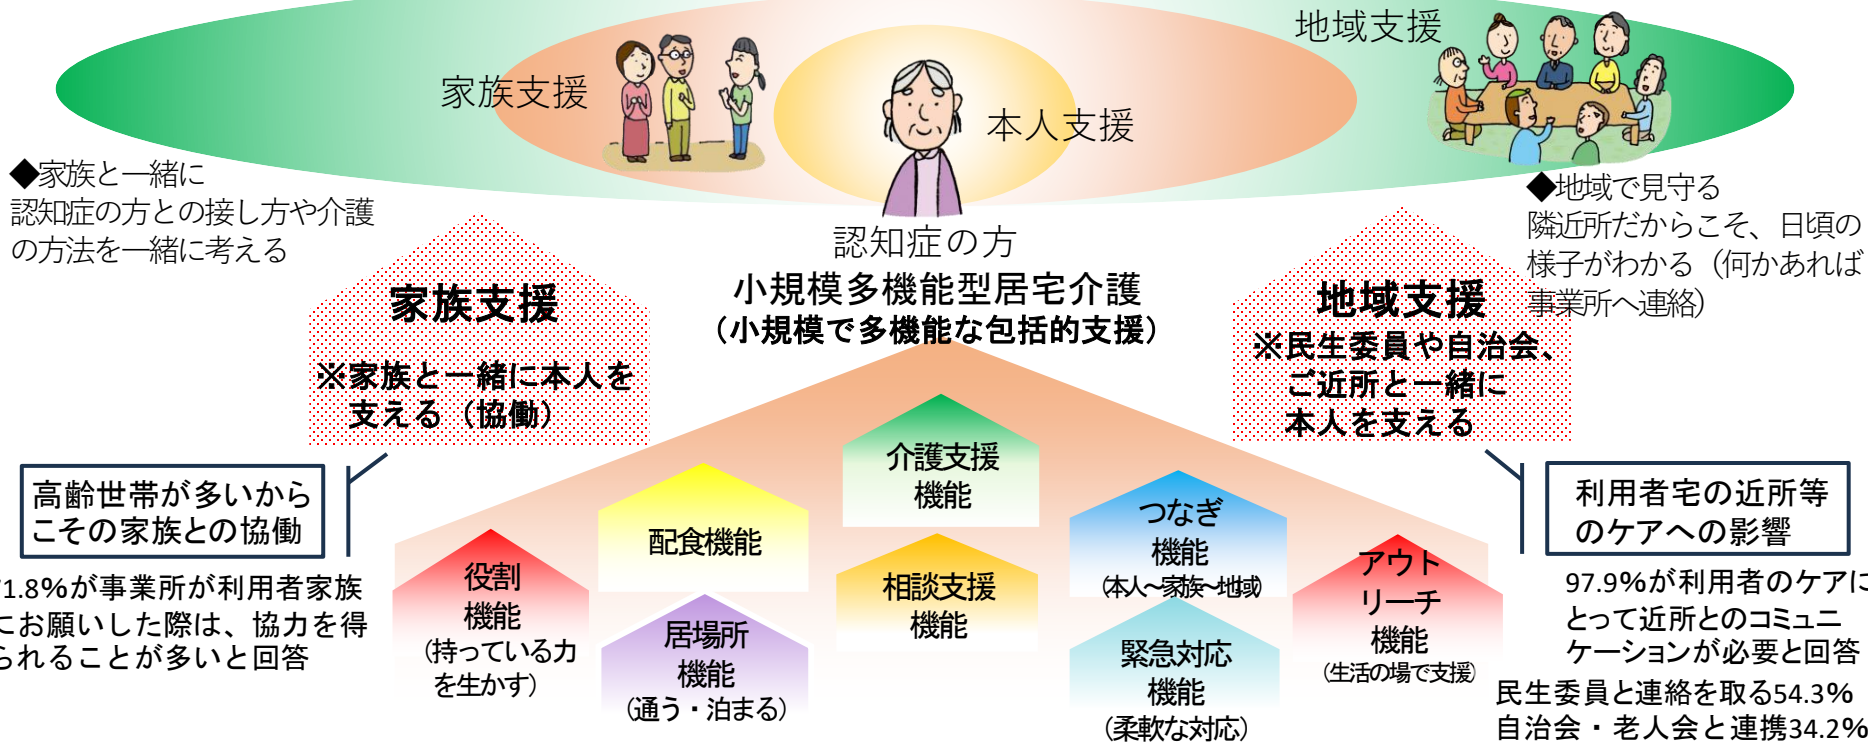 家族支援
本人支援
地域支援
◆家族と一緒に
認知症の方との接し方や介護
の方法を一緒に考える
認知症の方
◆地域で見守る
隣近所だからこそ、日頃の
様子がわかる（何かあれば
事業所へ連絡）
小規模多機能型居宅介護
（小規模で多機能な包括的支援）
家族支援
※家族と一緒に本人を
支える（協働）
地域支援
※民生委員や自治会、
ご近所と一緒に
本人を支える
高齢世帯が多いから
こその家族との協働
71.8%が事業所が利用者家族
にお願いした際は、協力を得
られることが多いと回答
役割
機能
（持っている力
を生かす）
配食機能
居場所
機能
（通う・泊まる）
介護支援
機能
相談支援
機能
つなぎ
機能
（本人～家族～地域）
緊急対応
機能
（柔軟な対応）
アウト
リーチ
機能
（生活の場で支援）
利用者宅の近所等
のケアへの影響
97.9%が利用者のケアに
とって近所とのコミュニ
ケーションが必要と回答
民生委員と連絡を取る54.3%
自治会・老人会と連携34.2%